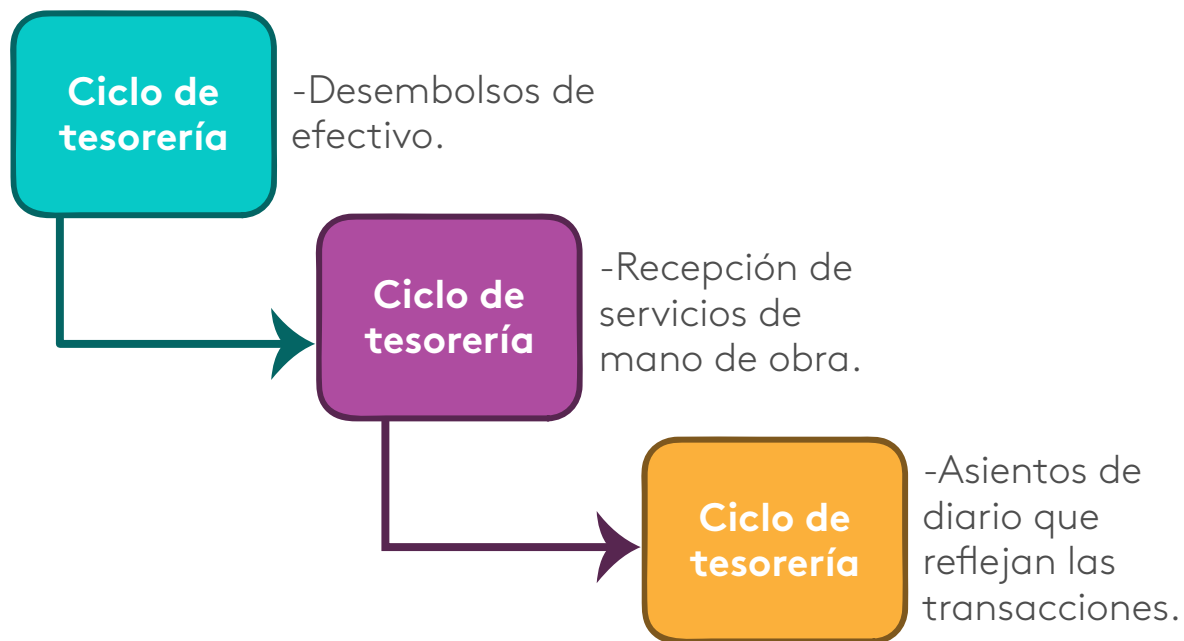 Ciclo de
tesorería
-Desembolsos de
efectivo.
Ciclo de
tesorería
-Recepción de
servicios de
mano de obra.
Ciclo de
tesorería
-Asientos de
diario que
reflejan las
transacciones.